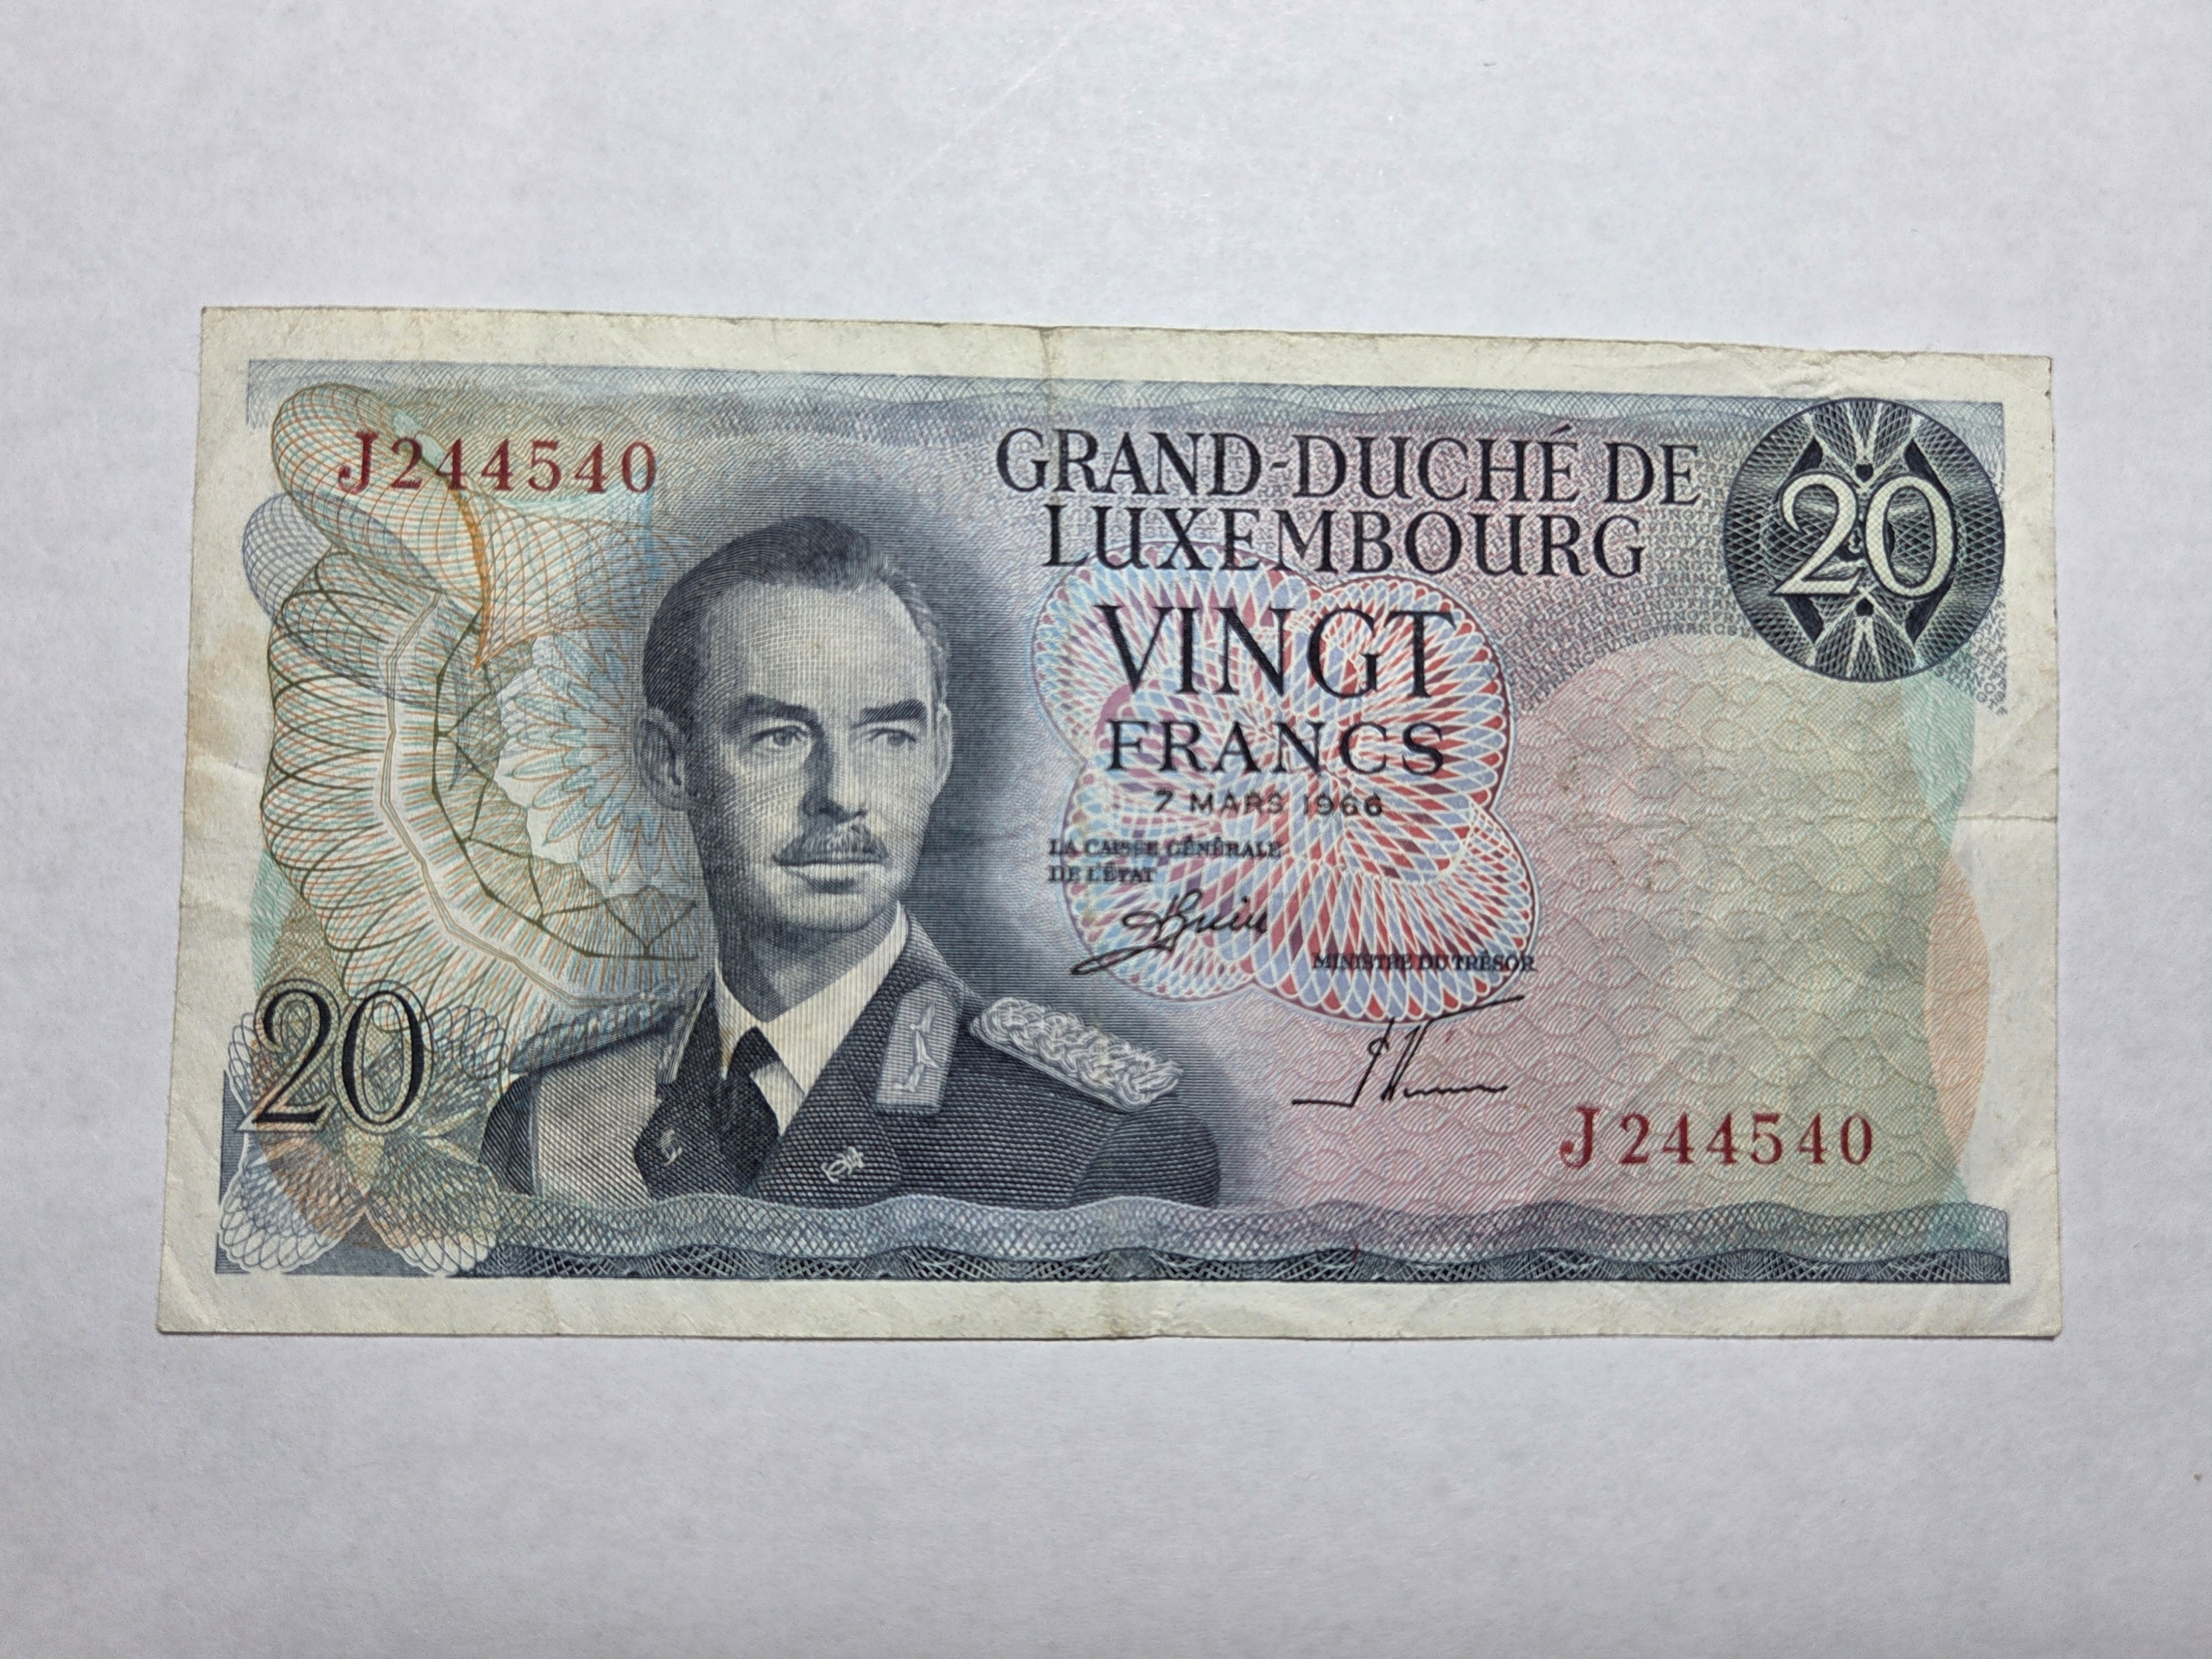 J244540
GRAND-DUCHÉ DE
LUXEMBOURG
20
VINGT
FRANCS
7 MARS 1966
LA CAISSE GÉNÉRALE
DE L'ÉTAT
MINISTRE DU TRÉSOR
20
J244540